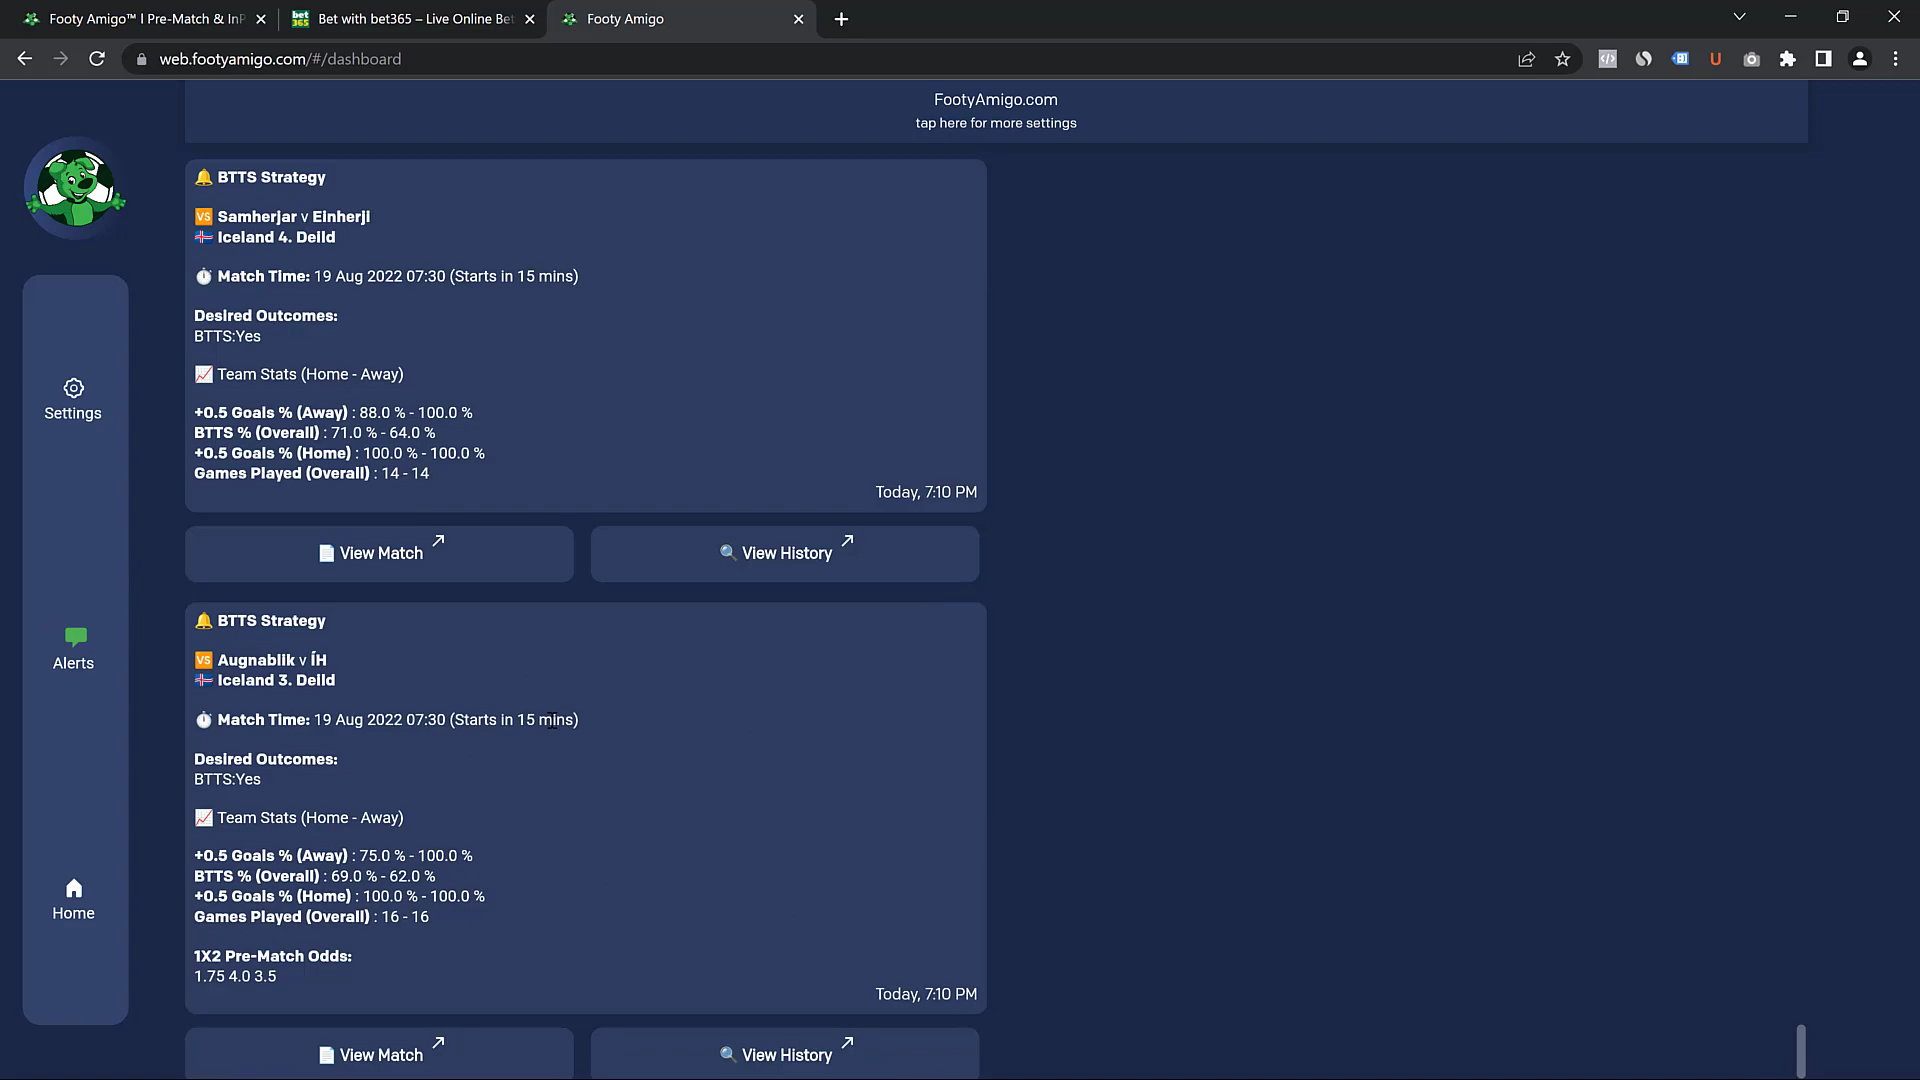 Footy Amigo™ | Pre-Match & InP
Bet with bet365 – Live Online Bet
Footy Amigo
web.footyamigo.com/#/dashboard
FootyAmigo.com
tap here for more settings
Settings
Alerts
Home
🔔 BTTS Strategy
🆚 Samherjar v Einherji
🇮🇸 Iceland 4. Deild
⏱️ Match Time: 19 Aug 2022 07:30 (Starts in 15 mins)
Desired Outcomes:
BTTS:Yes
📈 Team Stats (Home - Away)
+0.5 Goals % (Away) : 88.0 % - 100.0 %
BTTS % (Overall) : 71.0 % - 64.0 %
+0.5 Goals % (Home) : 100.0 % - 100.0 %
Games Played (Overall) : 14 - 14
Today, 7:10 PM
📄 View Match
🔍 View History
🔔 BTTS Strategy
🆚 Augnablik v ÍH
🇮🇸 Iceland 3. Deild
⏱️ Match Time: 19 Aug 2022 07:30 (Starts in 15 mins)
Desired Outcomes:
BTTS:Yes
📈 Team Stats (Home - Away)
+0.5 Goals % (Away) : 75.0 % - 100.0 %
BTTS % (Overall) : 69.0 % - 62.0 %
+0.5 Goals % (Home) : 100.0 % - 100.0 %
Games Played (Overall) : 16 - 16
1X2 Pre-Match Odds:
1.75 4.0 3.5
Today, 7:10 PM
📄 View Match
🔍 View History